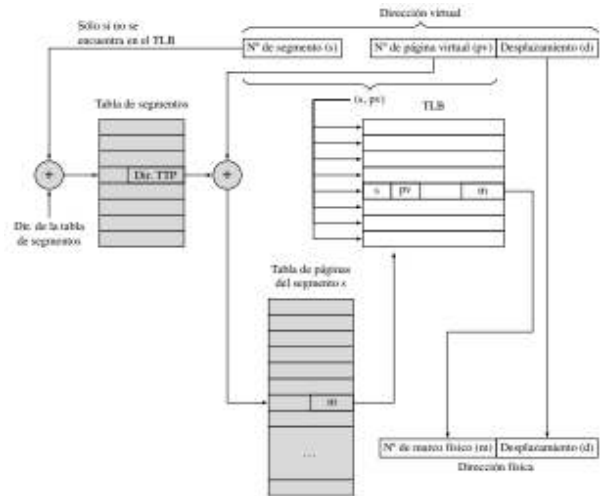 Dirección virtual
Sólo si no se
encuentra en el TLB
Nº de segmento (s)
Nº de página virtual (pv)
Desplazamiento (d)
(s, pv)
Tabla de segmentos
TLB
Dir. TTP
+
+
s
pv
m
Dir. de la tabla
de segmentos
Tabla de páginas
del segmento s
m
...
Nº de marco físico (m)
Desplazamiento (d)
Dirección física